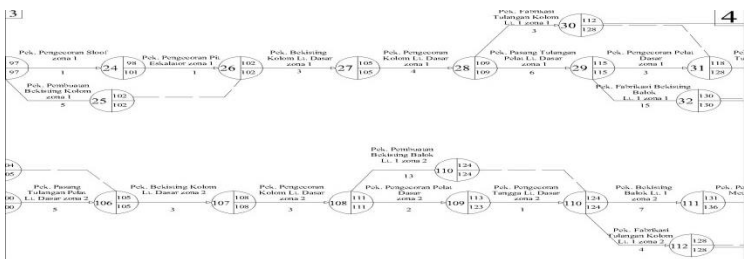 3
4
Pek. Fabrikasi
Tulangan Kolom
Lt. 1 zona 1
3
30
112
128
97
97
Pek. Pengecoran Sloof
zona 1
1
24
98
101
Pek. Pengecoran Pit
Eskalator zona 1
1
26
102
102
Pek. Bekisting
Kolom Lt. Dasar
zona 1
3
27
105
105
Pek. Pengecoran
Kolom Lt. Dasar
zona 1
4
28
109
109
Pek. Pasang Tulangan
Pelat Lt. Dasar
zona 1
6
29
115
115
Pek. Pengecoran Pelat
Dasar
zona 1
3
31
118
128
Pek. Pembuatan
Bekisting Kolom
zona 1
5
25
102
102
Pek. Fabrikasi Bekisting
Balok
Lt. 1 zona 1
15
32
130
130
Pek. Pembuatan
Bekisting Balok
Lt. 1 zona 2
13
110
124
124
Pek. Pasang
Tulangan Pelat
Lt. Dasar zona 2
5
106
105
105
Pek. Bekisting Kolom
Lt. Dasar zona 2
3
107
108
108
Pek. Pengecoran
Kolom Lt. Dasar
zona 2
3
108
111
111
Pek. Pengecoran Pelat
Dasar
zona 2
2
109
113
123
Pek. Pengecoran
Tangga Lt. Dasar
zona 2
1
110
124
124
Pek. Bekisting
Balok Lt. 1
zona 2
7
111
131
136
Pek. Fabrikasi
Tulangan Kolom
Lt. 1 zona 2
4
112
128
128